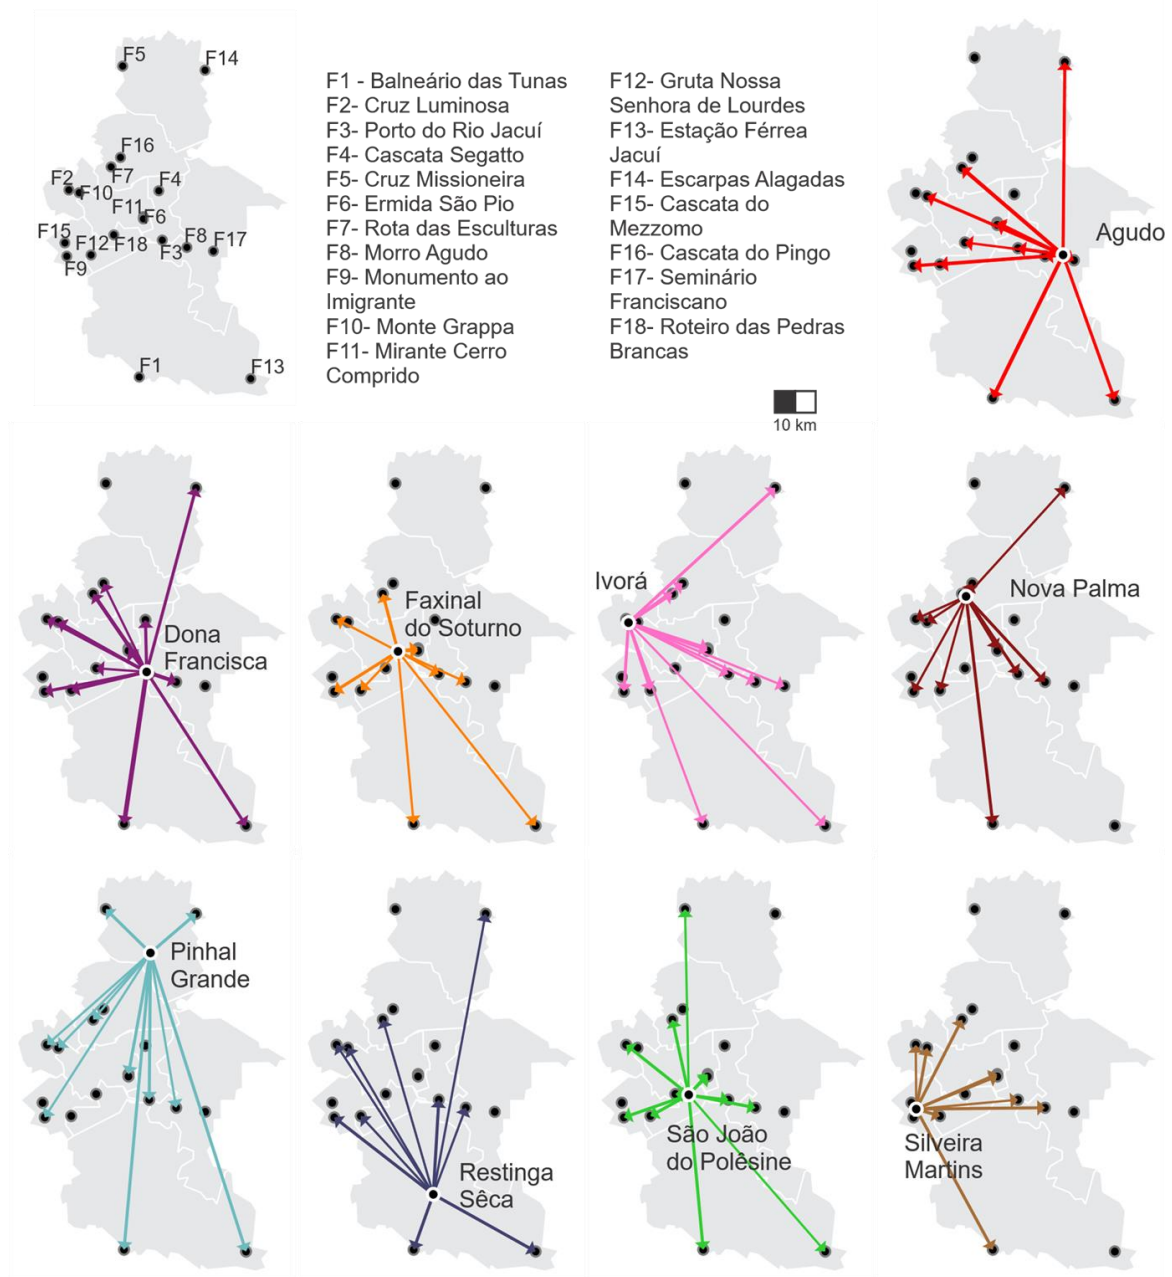 F5
F14
F16
F7
F2
F10
F4
F11
F6
F15
F12
F18
F3
F8
F17
F9
F1
F13
F1 - Balneário das Tunas
F2- Cruz Luminosa
F3- Porto do Rio Jacuí
F4- Cascata Segatto
F5- Cruz Missioneira
F6- Ermida São Pio
F7- Rota das Esculturas
F8- Morro Agudo
F9- Monumento ao
Imigrante
F10- Monte Grappa
F11- Mirante Cerro
Comprido
F12- Gruta Nossa
Senhora de Lourdes
F13- Estação Férrea
Jacuí
F14- Escarpas Alagadas
F15- Cascata do
Mezzomo
F16- Cascata do Pingo
F17- Seminário
Franciscano
F18- Roteiro das Pedras
Brancas
10 km
Agudo
Dona
Francisca
Faxinal
do Soturno
Ivorá
Nova Palma
Pinhal
Grande
Restinga
Sêca
São João
do Polêsine
Silveira
Martins